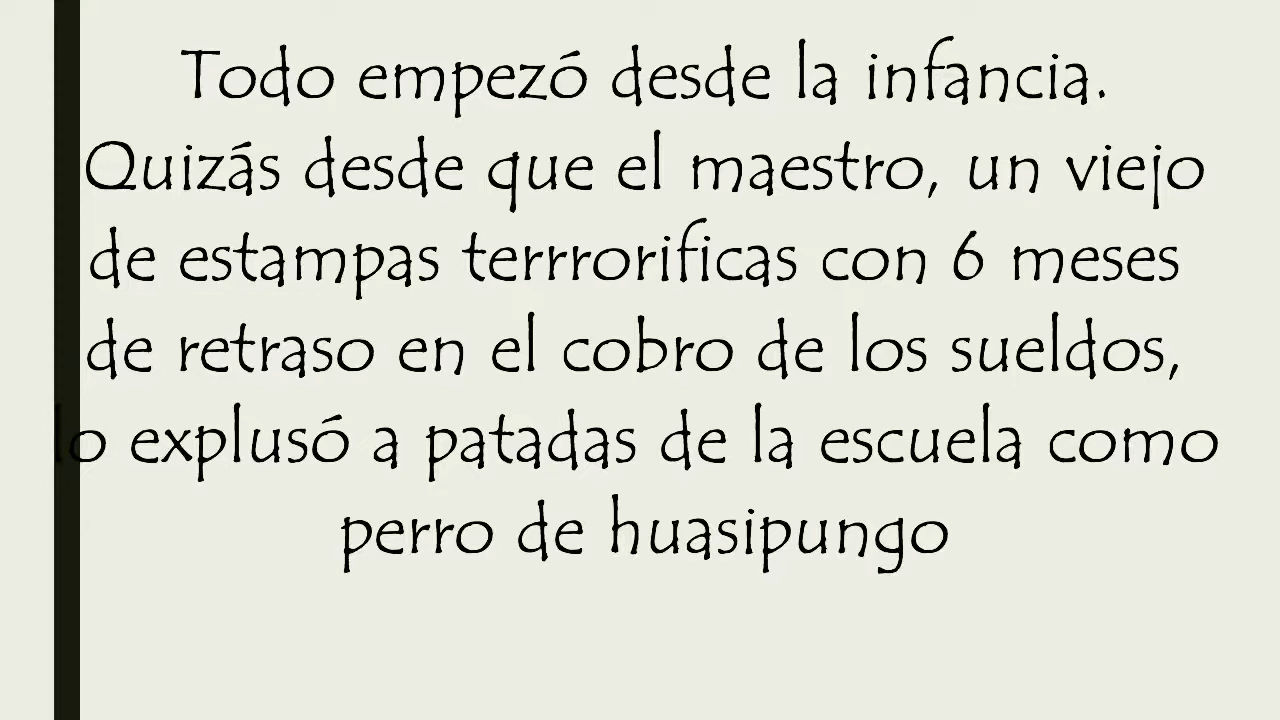 Todo empezó desde la infancia.
Quizás desde que el maestro, un viejo
de estampas terrrorificas con 6 meses
de retraso en el cobro de los sueldos,
lo explusó a patadas de la escuela como
perro de huasipungo